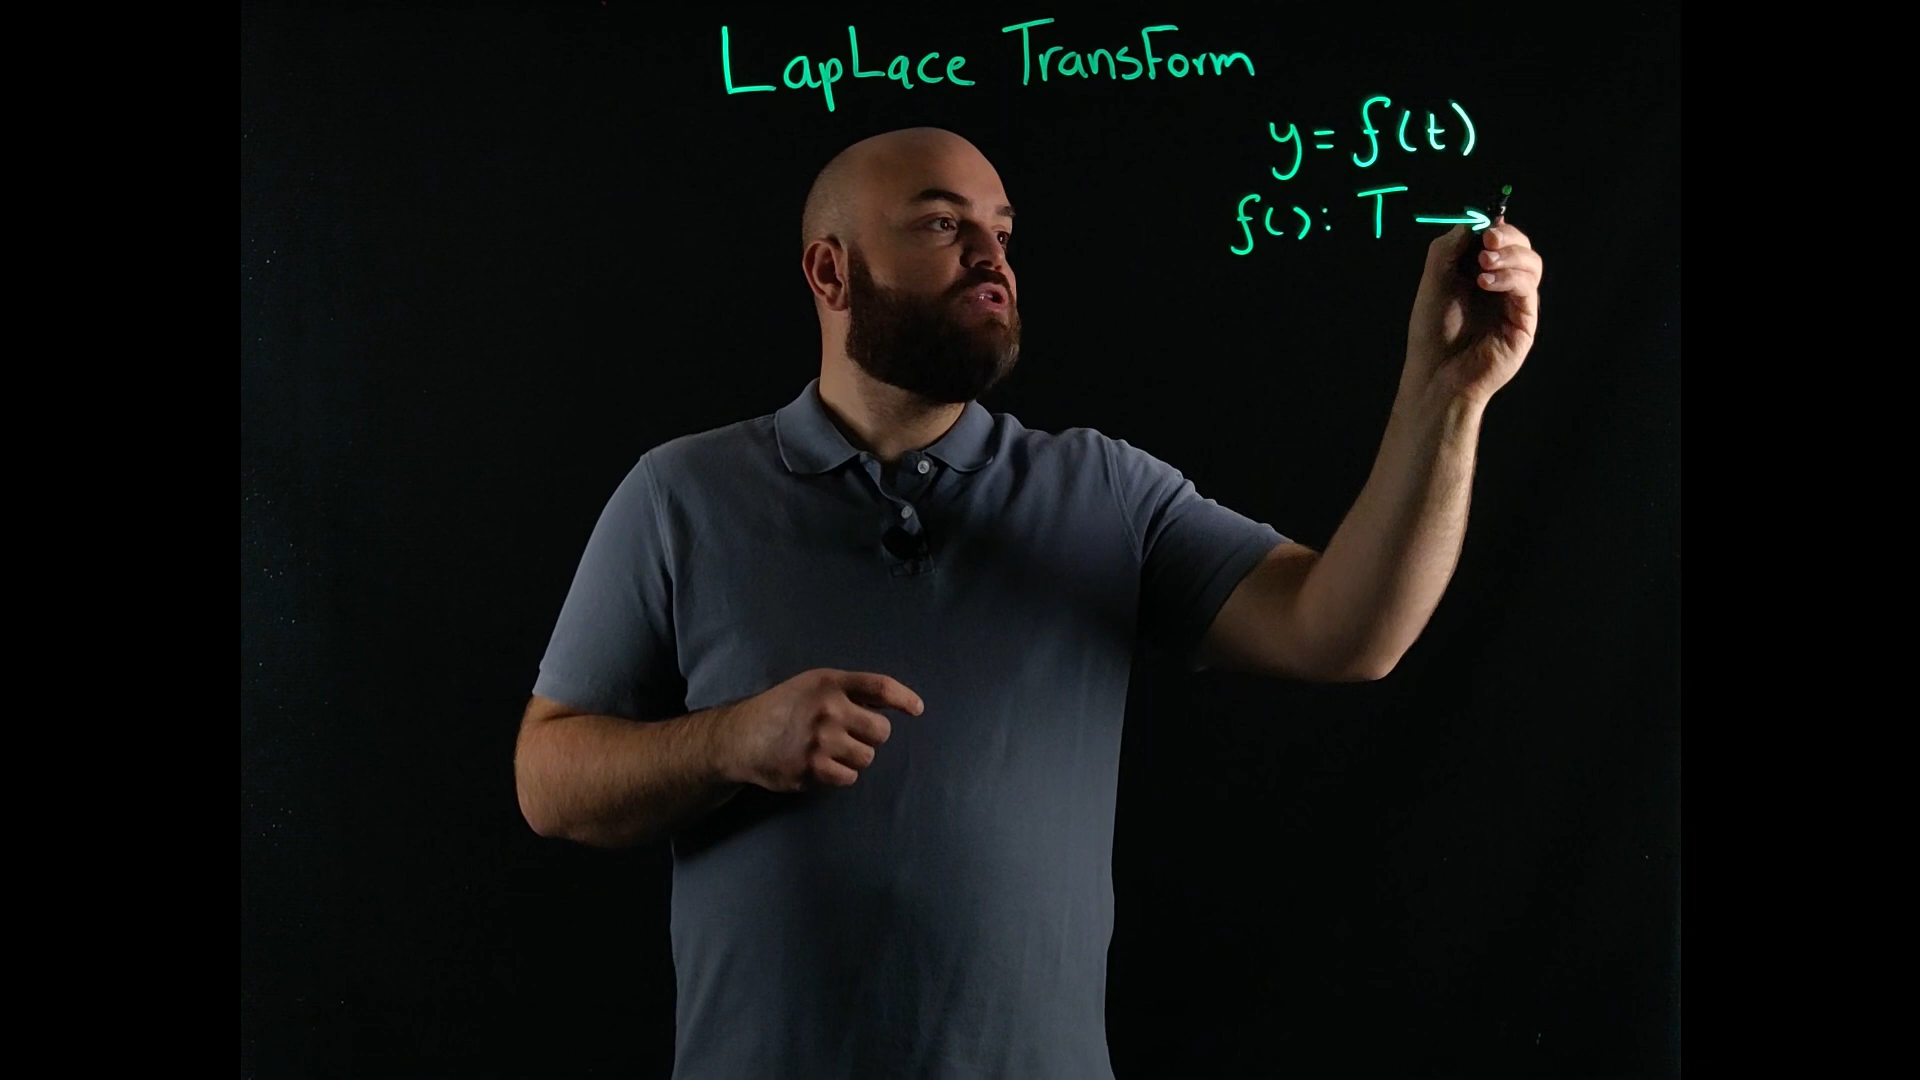 LapLace TransForm
y = f(t)
f(): T →